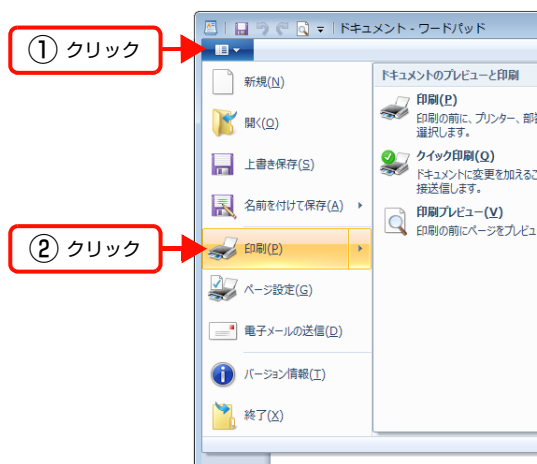 ドキュメント - ワードパッド
① クリック
新規(N)
開く(O)
上書き保存(S)
名前を付けて保存(A)
② クリック
印刷(P)
ページ設定(G)
電子メールの送信(D)
バージョン情報(T)
終了(X)
ドキュメントのプレビューと印刷
印刷(P)
印刷の前に、プリンター、部
選択します。
クイック印刷(Q)
ドキュメントに変更を加えるこ
接送信します。
印刷プレビュー(V)
印刷の前にページをプレビュ